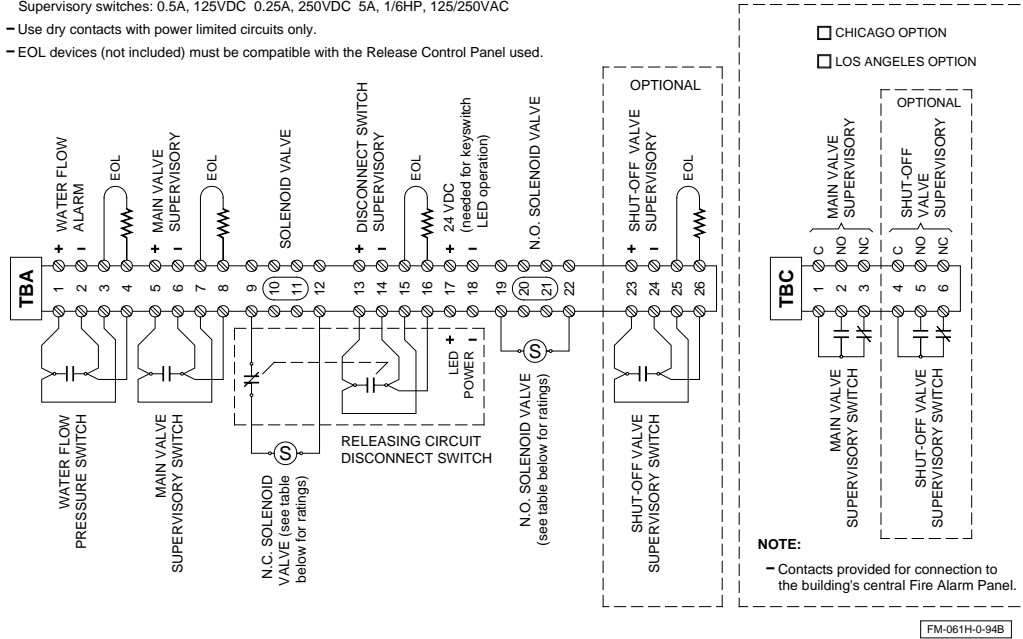 Supervisory switches: 0.5A, 125VDC 0.25A, 250VDC 5A, 1/6HP, 125/250VAC
– Use dry contacts with power limited circuits only.
– EOL devices (not included) must be compatible with the Release Control Panel used.
CHICAGO OPTION
LOS ANGELES OPTION
OPTIONAL
OPTIONAL
+ WATER FLOW
– ALARM
EOL
+ MAIN VALVE
– SUPERVISORY
EOL
SOLENOID VALVE
+ DISCONNECT SWITCH
– SUPERVISORY
EOL
+ 24 VDC
– (needed for keyswitch
LED operation)
N.O. SOLENOID VALVE
+ SHUT-OFF VALVE
– SUPERVISORY
EOL
MAIN VALVE
SUPERVISORY
C
NO
NC
SHUT-OFF
VALVE
SUPERVISORY
C
NO
NC
TBA
1 2 3 4 5 6 7 8 9 10 11 12 13 14 15 16 17 18 19 20 21 22 23 24 25 26
TBC
1 2 3 4 5 6
+ –
LED
POWER
S
S
RELEASING CIRCUIT
DISCONNECT SWITCH
WATER FLOW
PRESSURE SWITCH
MAIN VALVE
SUPERVISORY SWITCH
N.C. SOLENOID
VALVE (see table
below for ratings)
N.O. SOLENOID VALVE
(see table below for ratings)
SHUT-OFF VALVE
SUPERVISORY SWITCH
MAIN VALVE
SUPERVISORY SWITCH
SHUT-OFF VALVE
SUPERVISORY SWITCH
NOTE:
– Contacts provided for connection to
the building's central Fire Alarm Panel.
FM-061H-0-94B